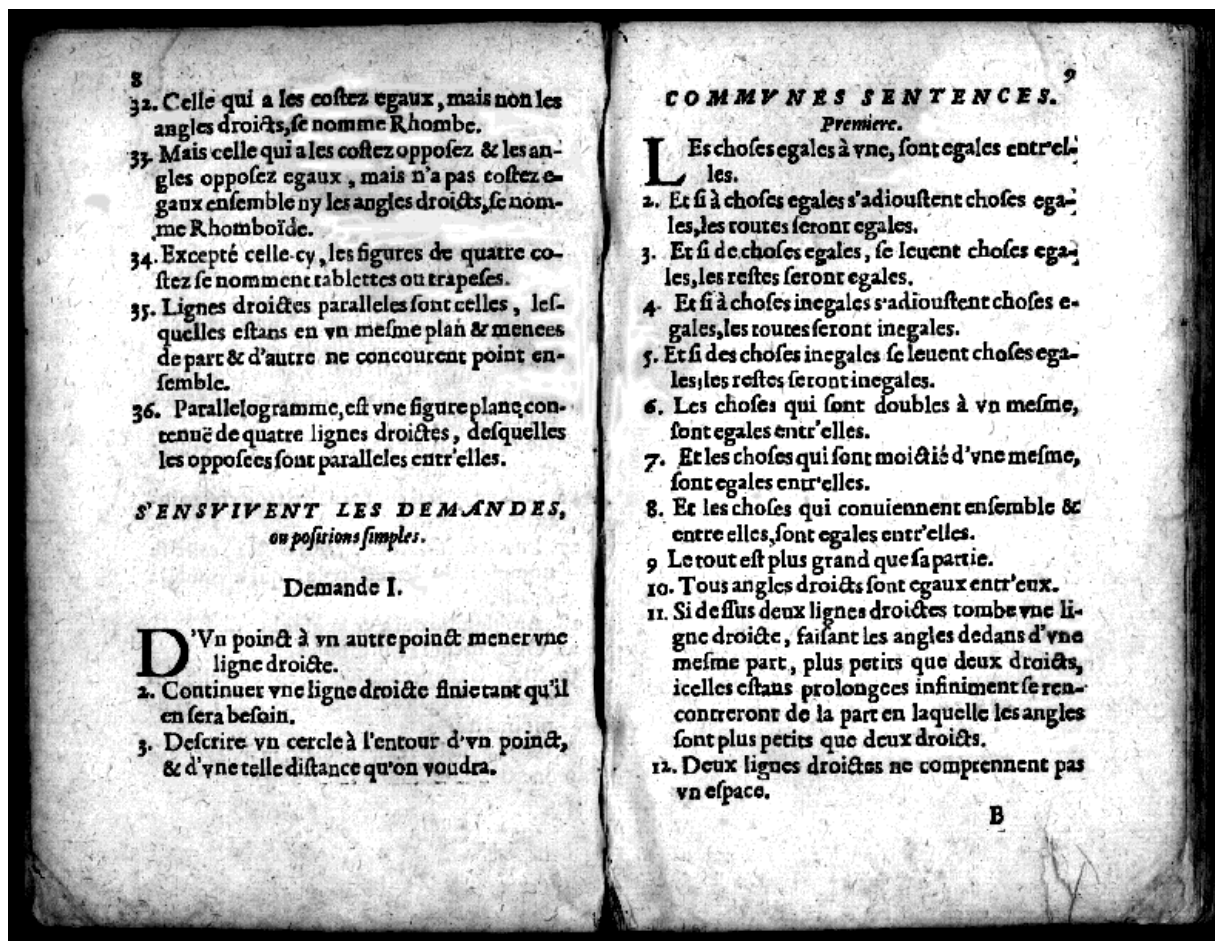 8
32. Celle qui a les coſtez egaux, mais non les
angles droicts, ſe nomme Rhombe.
33. Mais celle qui a les coſtez oppoſez & les an-
gles oppoſez egaux, mais n'a pas coſtez e-
gaux enſemble ny les angles droicts, ſe nom-
me Rhomboïde.
34. Excepté celle-cy, les figures de quatre co-
ſtez ſe nomment tablettes ou trapeſes.
35. Lignes droictes paralleles ſont celles, leſ-
quelles eſtans en vn meſme plan & menees
de part & d'autre ne concourent point en-
ſemble.
36. Parallelogramme, eſt vne figure plane, con-
tenuë de quatre lignes droictes, deſquelles
les oppoſees ſont paralleles entr'elles.
S'ENSVIVENT LES DEMANDES,
ou poſitions ſimples.
Demande I.
D'Vn poinct à vn autre poinct mener vne
ligne droicte.
2. Continuer vne ligne droicte finie tant qu'il
en ſera beſoin.
3. Deſcrire vn cercle à l'entour d'vn poinct,
& d'vne telle diſtance qu'on voudra.
9
COMMVNES SENTENCES.
Premiere.
LEs choſes egales à vne, ſont egales entr'el-
les.
2. Et ſi à choſes egales s'adiouſtent choſes ega-
les, les toutes ſeront egales.
3. Et ſi de choſes egales, ſe leuent choſes ega-
les, les reſtes ſeront egales.
4. Et ſi à choſes inegales s'adiouſtent choſes e-
gales, les toutes ſeront inegales.
5. Et ſi des choſes inegales ſe leuent choſes ega-
les, les reſtes ſeront inegales.
6. Les choſes qui ſont doubles à vn meſme,
ſont egales entr'elles.
7. Et les choſes qui ſont moictié d'vne meſme,
ſont egales entr'elles.
8. Et les choſes qui conuiennent enſemble &
entre elles, ſont egales entr'elles.
9 Le tout eſt plus grand que ſa partie.
10. Tous angles droicts ſont egaux entr'eux.
11. Si deſſus deux lignes droictes tombe vne li-
gne droicte, faiſant les angles dedans d'vne
meſme part, plus petits que deux droicts,
icelles eſtans prolongees infiniment ſe ren-
contreront de la part en laquelle les angles
ſont plus petits que deux droicts.
12. Deux lignes droictes ne comprennent pas
vn eſpace.
B